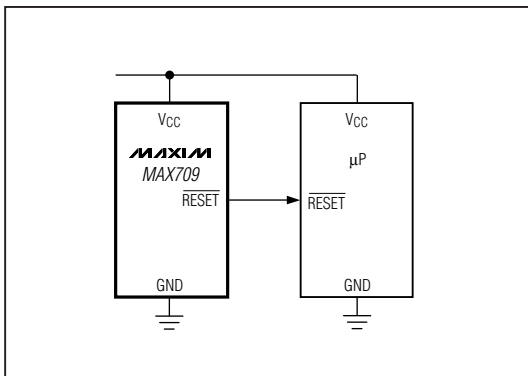 VCC
MAXIM
MAX709
RESET
GND
VCC
μP
RESET
GND